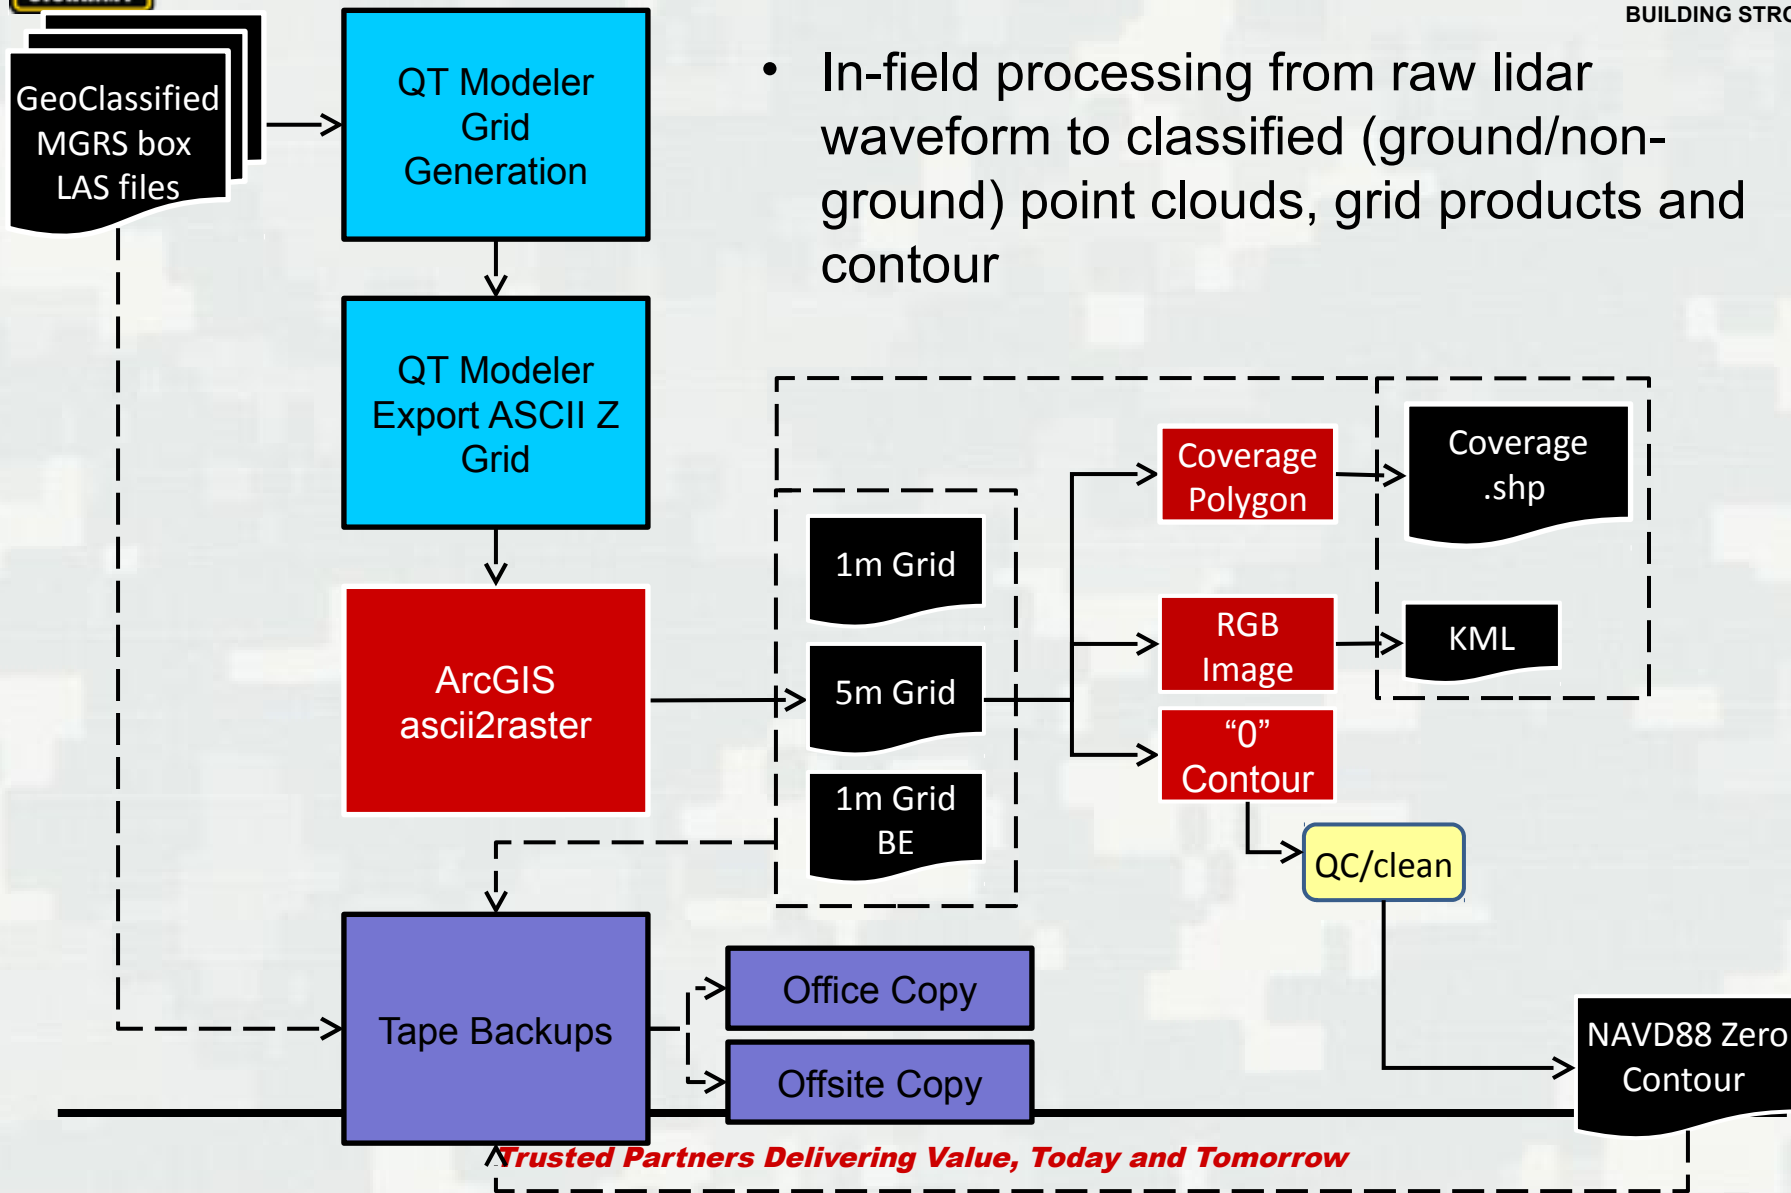 BUILDING
• In-field processing from raw lidar
waveform to classified (ground/non-
ground) point clouds, grid products and
contour
GeoClassified
MGRS box
LAS files
QT Modeler
Grid
Generation
QT Modeler
Export ASCII Z
Grid
ArcGIS
ascii2raster
1m Grid
5m Grid
1m Grid
BE
Coverage
Polygon
RGB
Image
“0”
Contour
Coverage
.shp
KML
QC/clean
NAVD88 Zero
Contour
Tape Backups
Office Copy
Offsite Copy
Trusted Partners Delivering Value, Today and Tomorrow